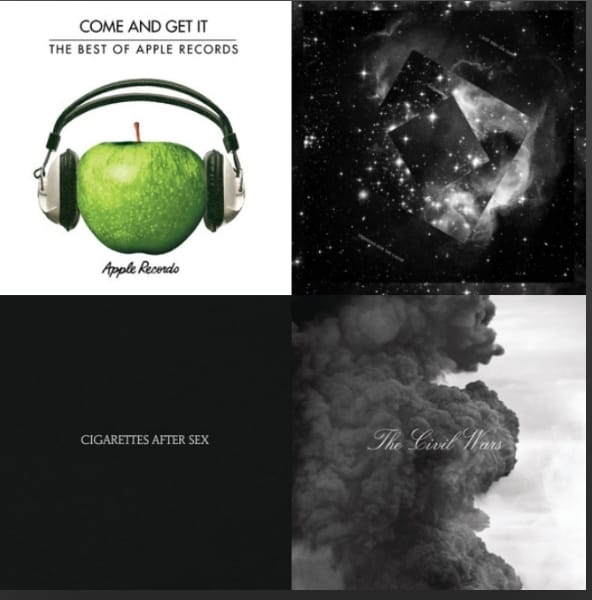 COME AND GET IT
THE BEST OF APPLE RECORDS
Apple Records
CIGARETTES AFTER SEX
The Civil Wars